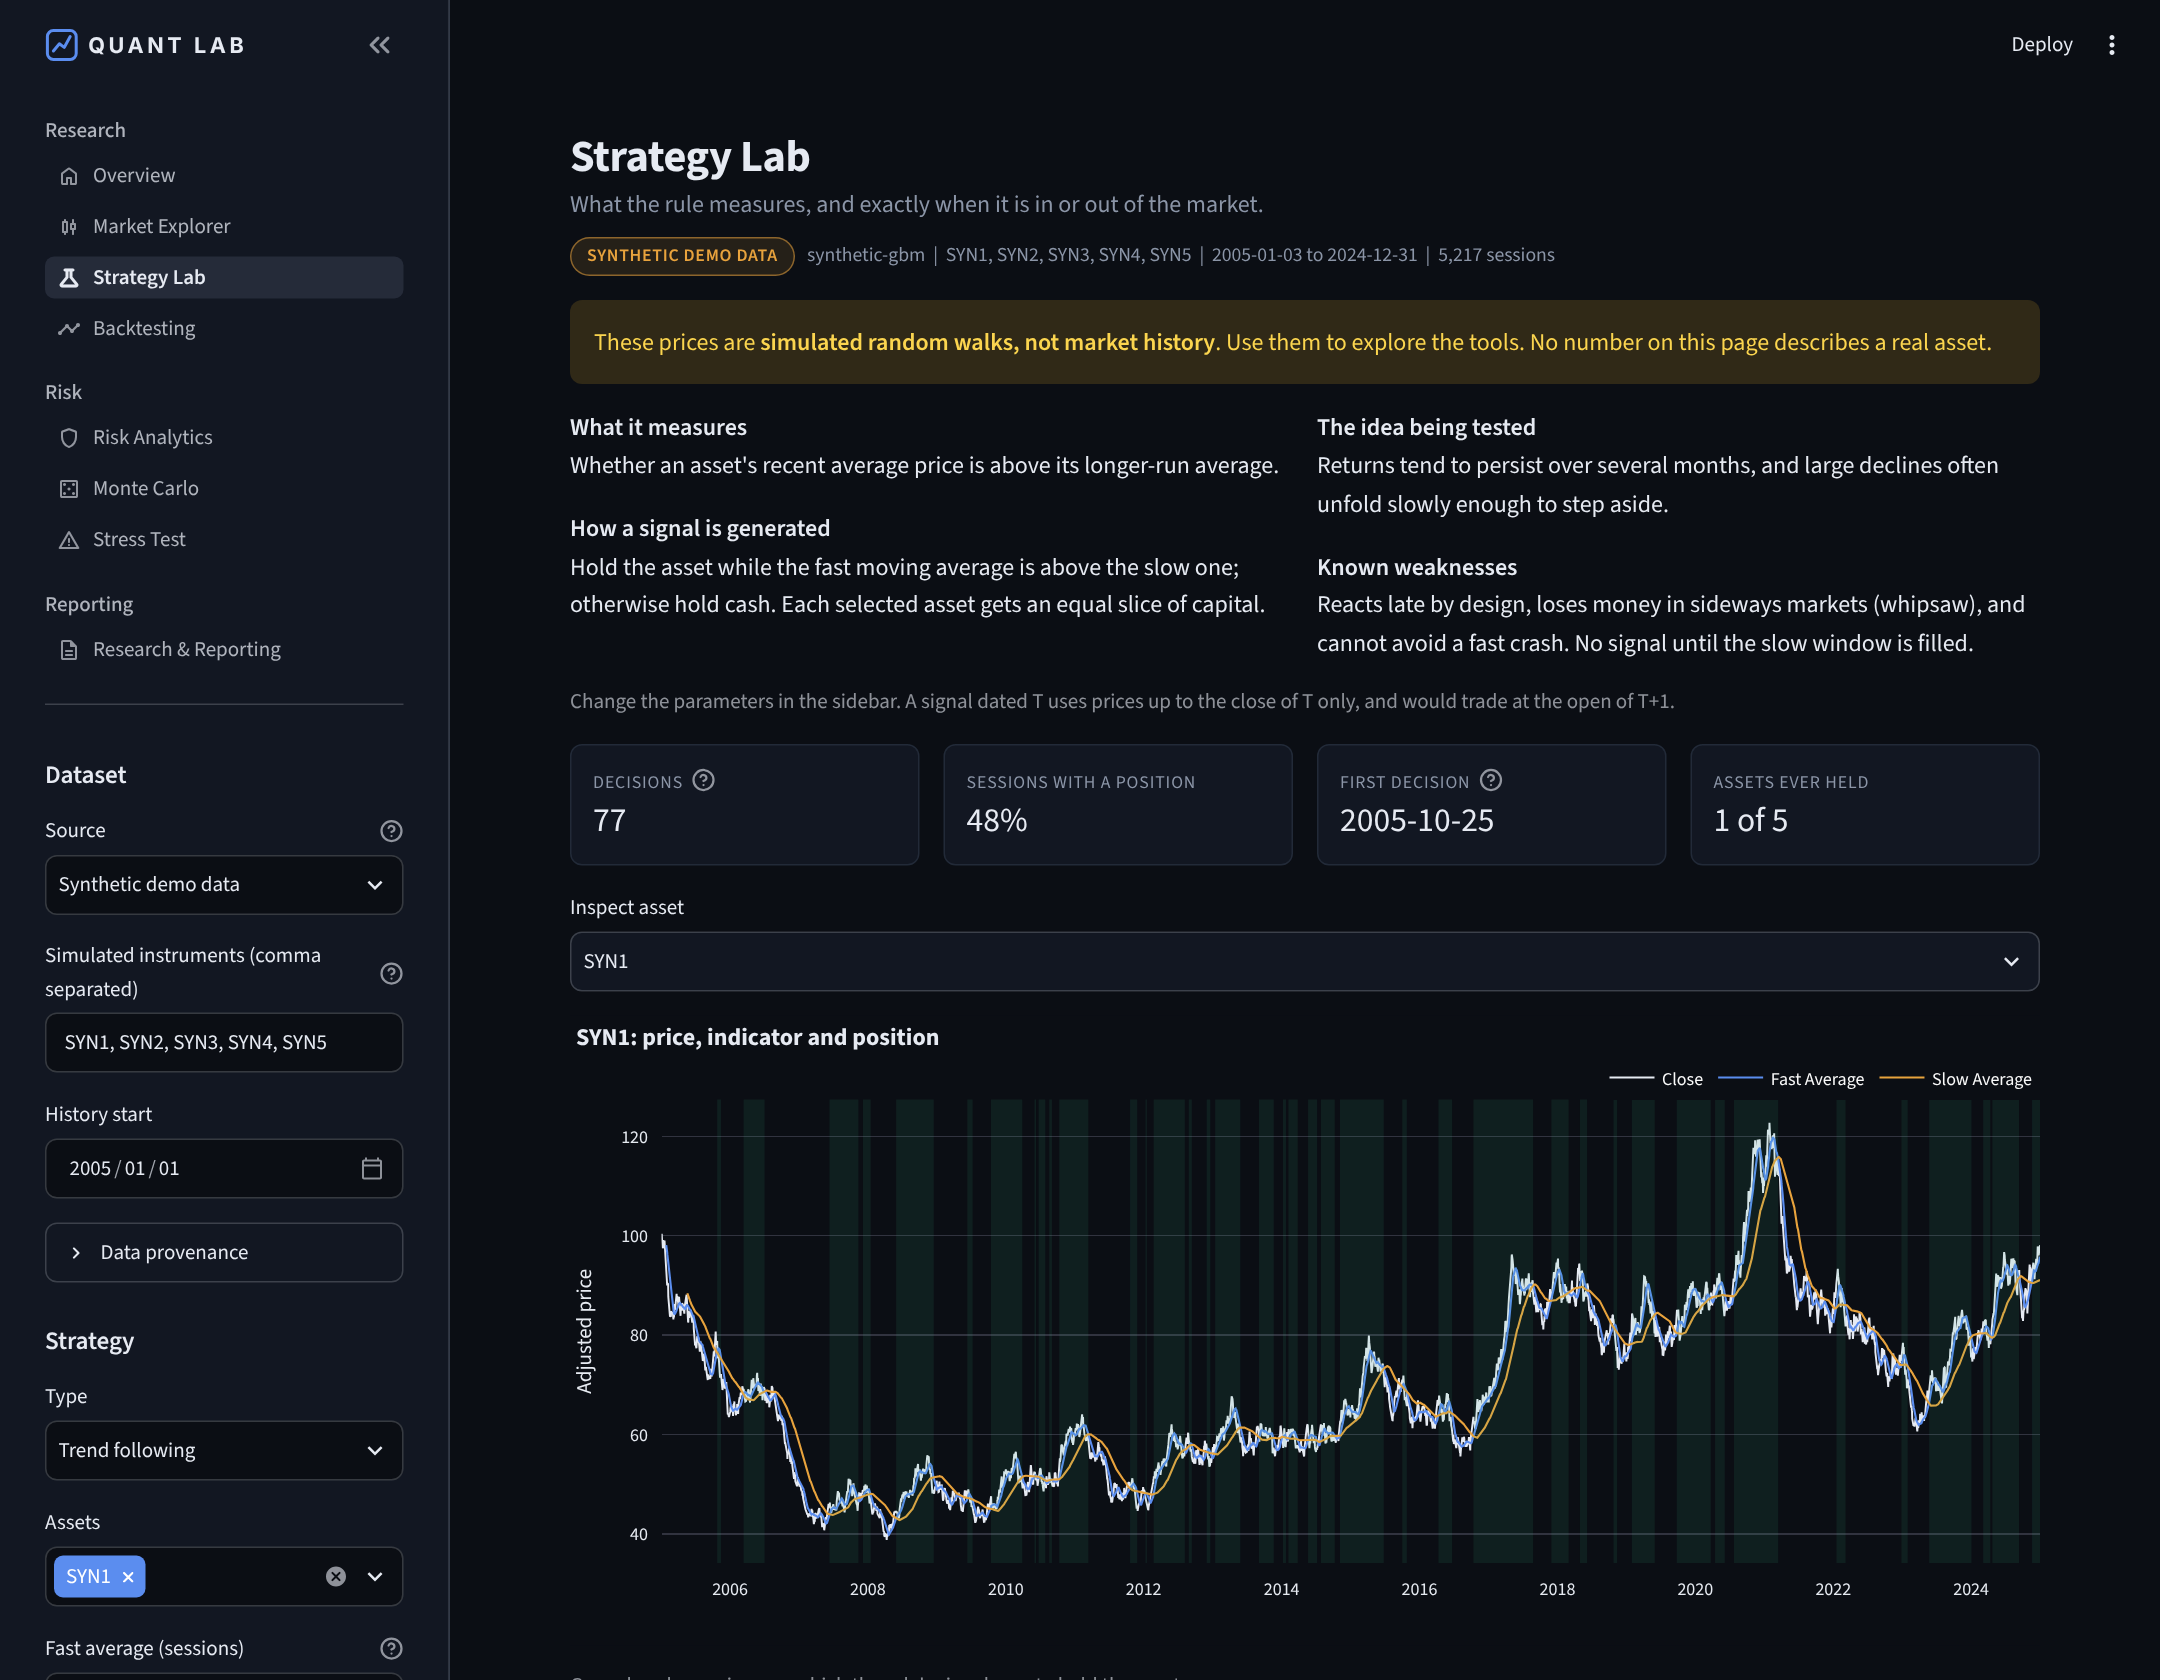 QUANT LAB
Deploy
Research
Overview
Market Explorer
Strategy Lab
Backtesting
Risk
Risk Analytics
Monte Carlo
Stress Test
Reporting
Research & Reporting
Dataset
Source
Synthetic demo data
Simulated instruments (comma
separated)
SYN1, SYN2, SYN3, SYN4, SYN5
History start
2005/01/01
Data provenance
Strategy
Type
Trend following
Assets
SYN1
Fast average (sessions)
Strategy Lab
What the rule measures, and exactly when it is in or out of the market.
SYNTHETIC DEMO DATA synthetic-gbm | SYN1, SYN2, SYN3, SYN4, SYN5 | 2005-01-03 to 2024-12-31 | 5,217 sessions
These prices are simulated random walks, not market history. Use them to explore the tools. No number on this page describes a real asset.
What it measures
Whether an asset's recent average price is above its longer-run average.
How a signal is generated
Hold the asset while the fast moving average is above the slow one;
otherwise hold cash. Each selected asset gets an equal slice of capital.
The idea being tested
Returns tend to persist over several months, and large declines often
unfold slowly enough to step aside.
Known weaknesses
Reacts late by design, loses money in sideways markets (whipsaw), and
cannot avoid a fast crash. No signal until the slow window is filled.
Change the parameters in the sidebar. A signal dated T uses prices up to the close of T only, and would trade at the open of T+1.
DECISIONS
77
SESSIONS WITH A POSITION
48%
FIRST DECISION
2005-10-25
ASSETS EVER HELD
1 of 5
Inspect asset
SYN1
SYN1: price, indicator and position
Close Fast Average Slow Average
Adjusted price
120
100
80
60
40
2006 2008 2010 2012 2014 2016 2018 2020 2022 2024